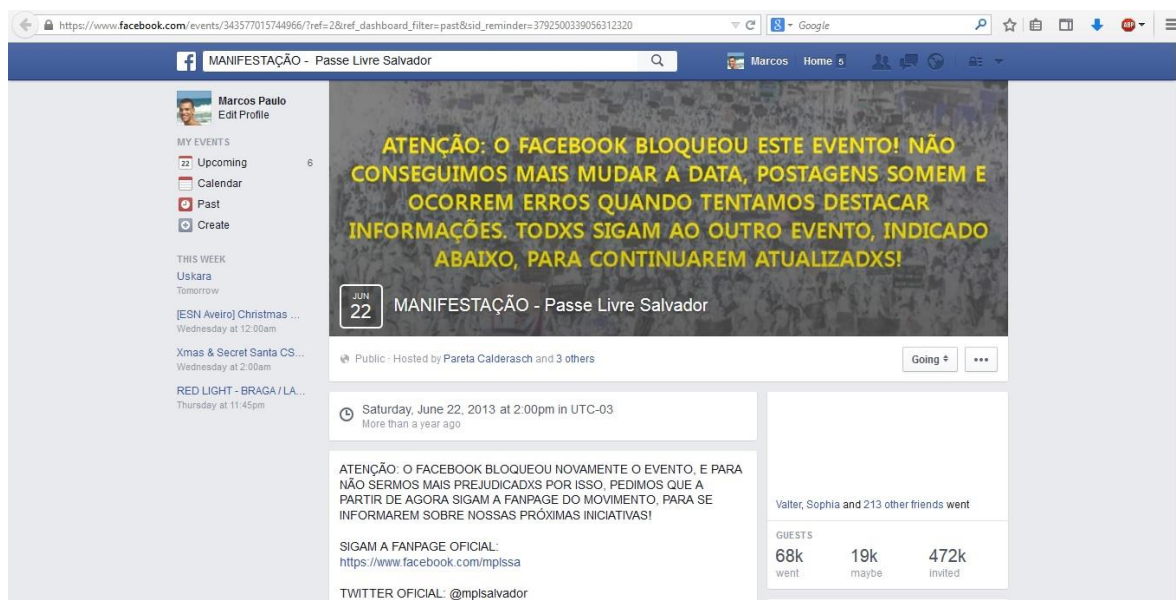 https://www.facebook.com/events/343577015744966/?ref=2&ref_dashboard_filter=past&sid_reminder=3792500339056312320
Google
ABP
MANIFESTAÇÃO - Passe Livre Salvador
Marcos Home 5
Marcos Paulo
Edit Profile
MY EVENTS
22 Upcoming 6
Calendar
Past
Create
THIS WEEK
Uskara
Tomorrow
[ESN Aveiro] Christmas ...
Wednesday at 12:00am
Xmas & Secret Santa CS...
Wednesday at 2:00am
RED LIGHT - BRAGA / LA...
Thursday at 11:45pm
ATENÇÃO: O FACEBOOK BLOQUEOU ESTE EVENTO! NÃO
CONSEGUIMOS MAIS MUDAR A DATA, POSTAGENS SOMEM E
OCORREM ERROS QUANDO TENTAMOS DESTACAR
INFORMAÇÕES. TODXS SIGAM AO OUTRO EVENTO, INDICADO
ABAIXO, PARA CONTINUAREM ATUALIZADXS!
JUN
22
MANIFESTAÇÃO - Passe Livre Salvador
Public · Hosted by Pareta Calderasch and 3 others
Going
Saturday, June 22, 2013 at 2:00pm in UTC-03
More than a year ago
ATENÇÃO: O FACEBOOK BLOQUEOU NOVAMENTE O EVENTO, E PARA
NÃO SERMOS MAIS PREJUDICADXS POR ISSO, PEDIMOS QUE A
PARTIR DE AGORA SIGAM A FANPAGE DO MOVIMENTO, PARA SE
INFORMAREM SOBRE NOSSAS PRÓXIMAS INICIATIVAS!
SIGAM A FANPAGE OFICIAL:
https://www.facebook.com/mplssa
TWITTER OFICIAL: @mplsalvador
Valter, Sophia and 213 other friends went
GUESTS
68k 19k 472k
went maybe invited